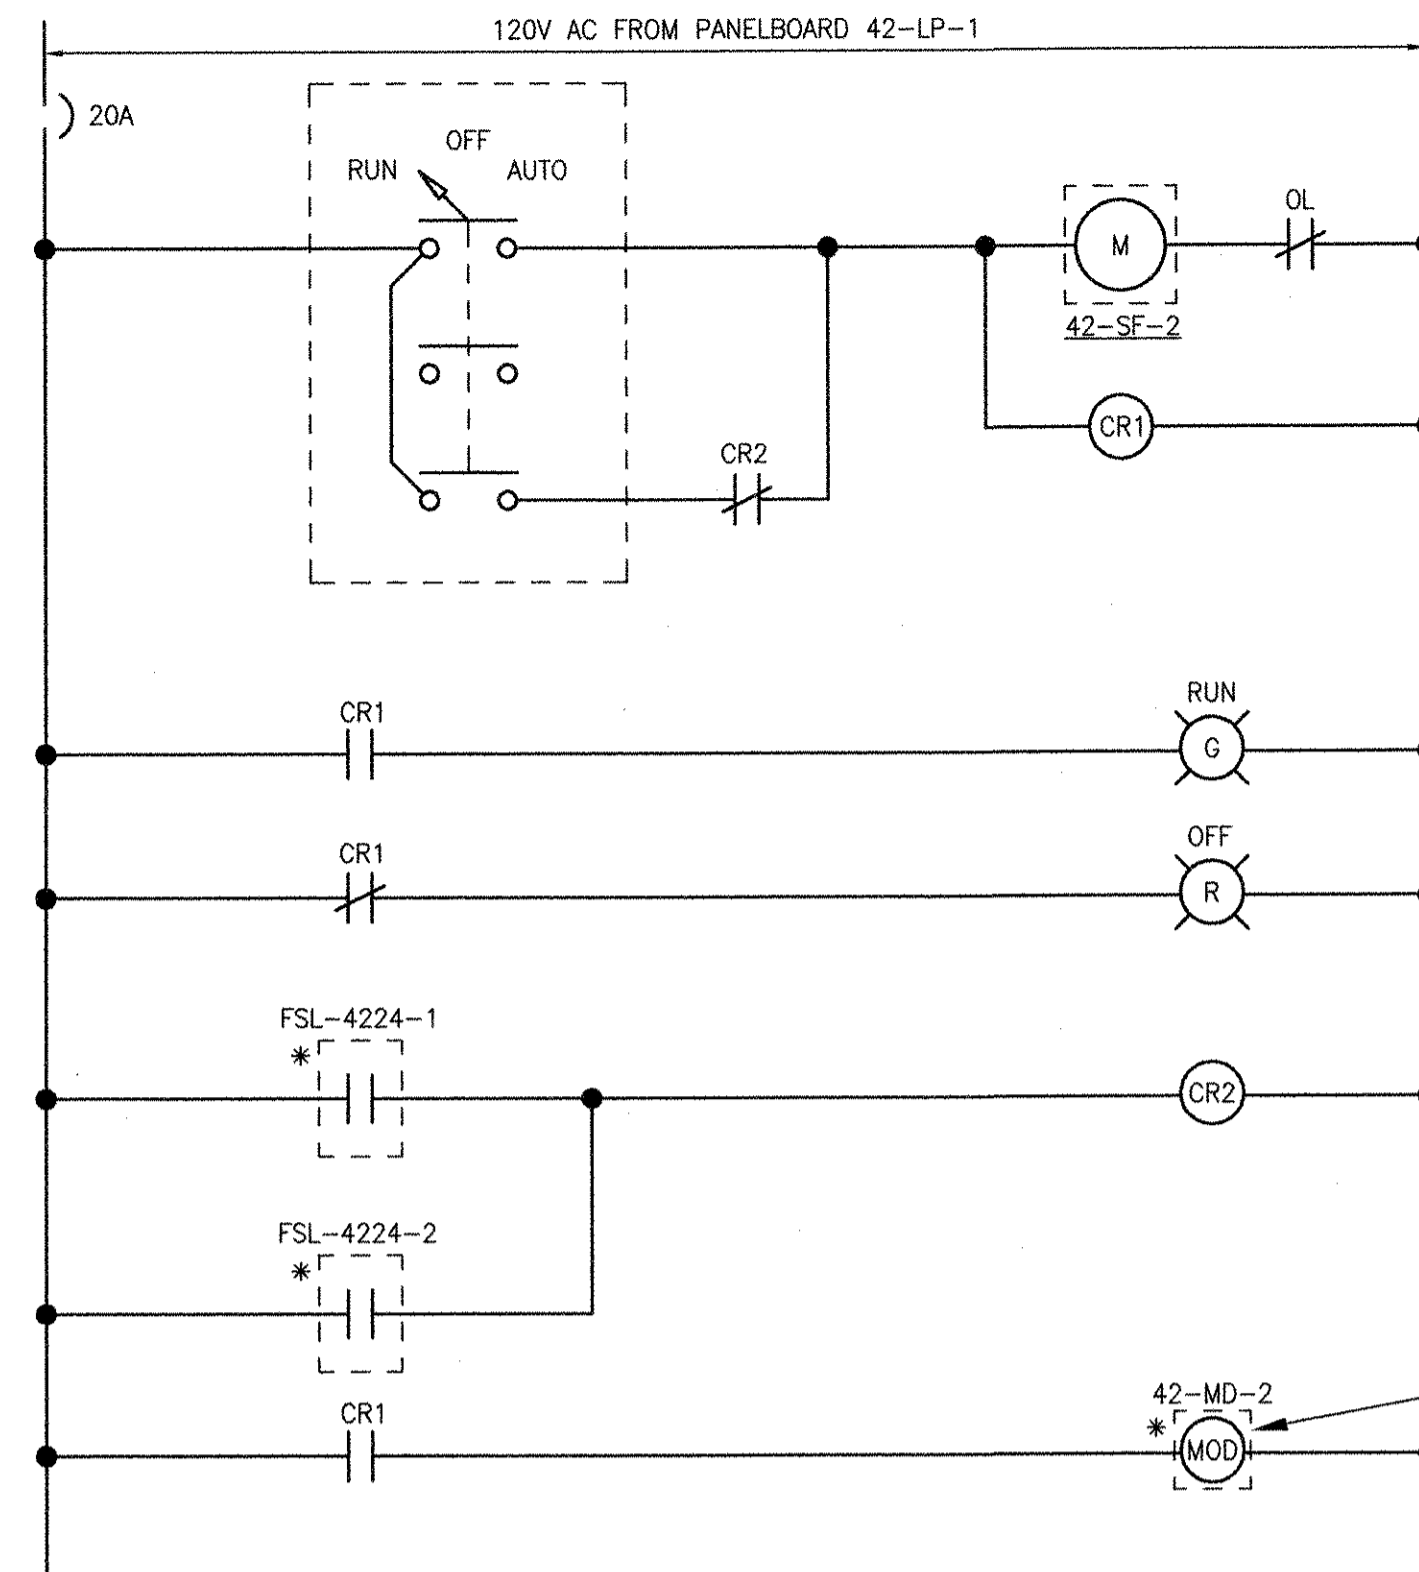 120V AC FROM PANELBOARD 42-LP-1
20A
OFF
RUN AUTO
OL
M
42-SF-2
CR1
CR2
RUN
CR1
G
OFF
CR1
R
FSL-4224-1
*
CR2
FSL-4224-2
*
42-MD-2
CR1
*
MOD